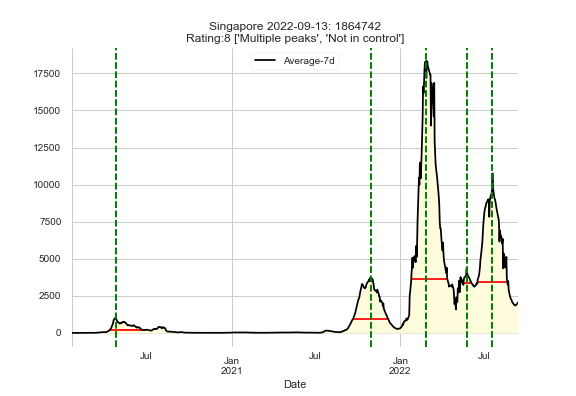 Singapore 2022-09-13: 1864742
Rating:8 ['Multiple peaks', 'Not in control']
Average-7d
17500
15000
12500
10000
7500
5000
2500
0
Jul Jan Jul Jan Jul
2021 2022
Date